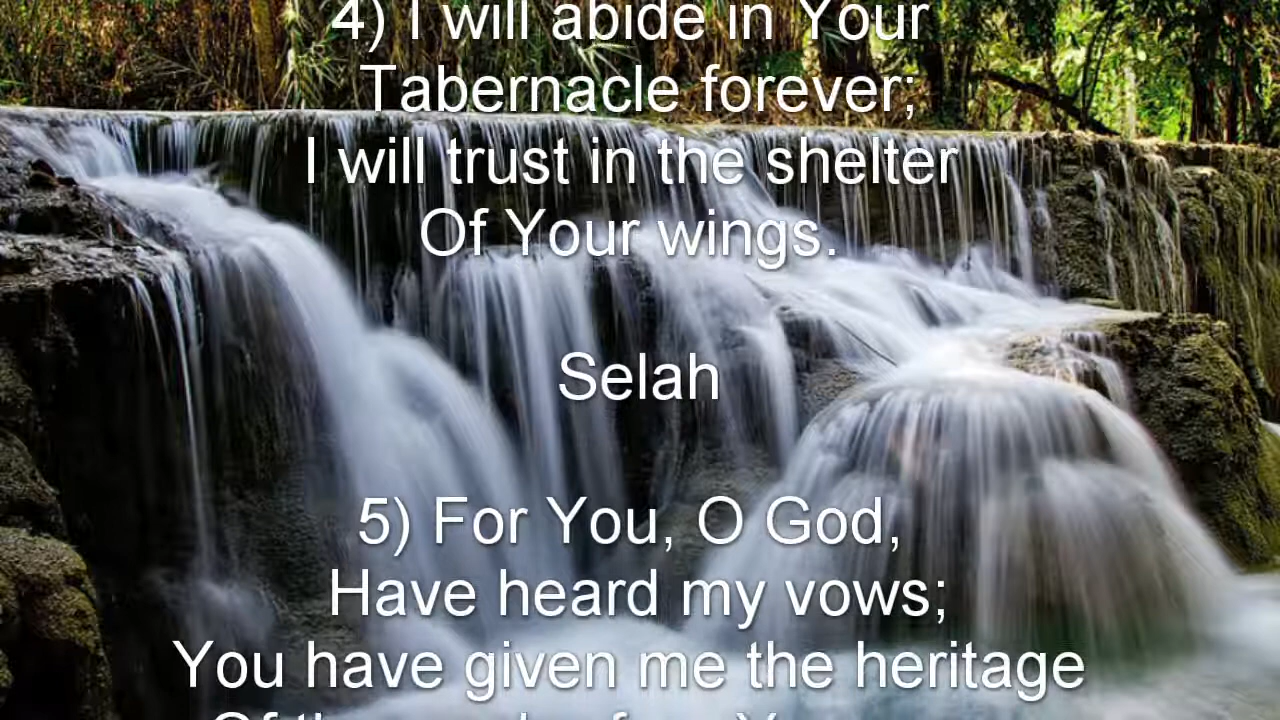 4) I will abide in Your
Tabernacle forever;
I will trust in the shelter
Of Your wings.
Selah
5) For You, O God,
Have heard my vows;
You have given me the heritage